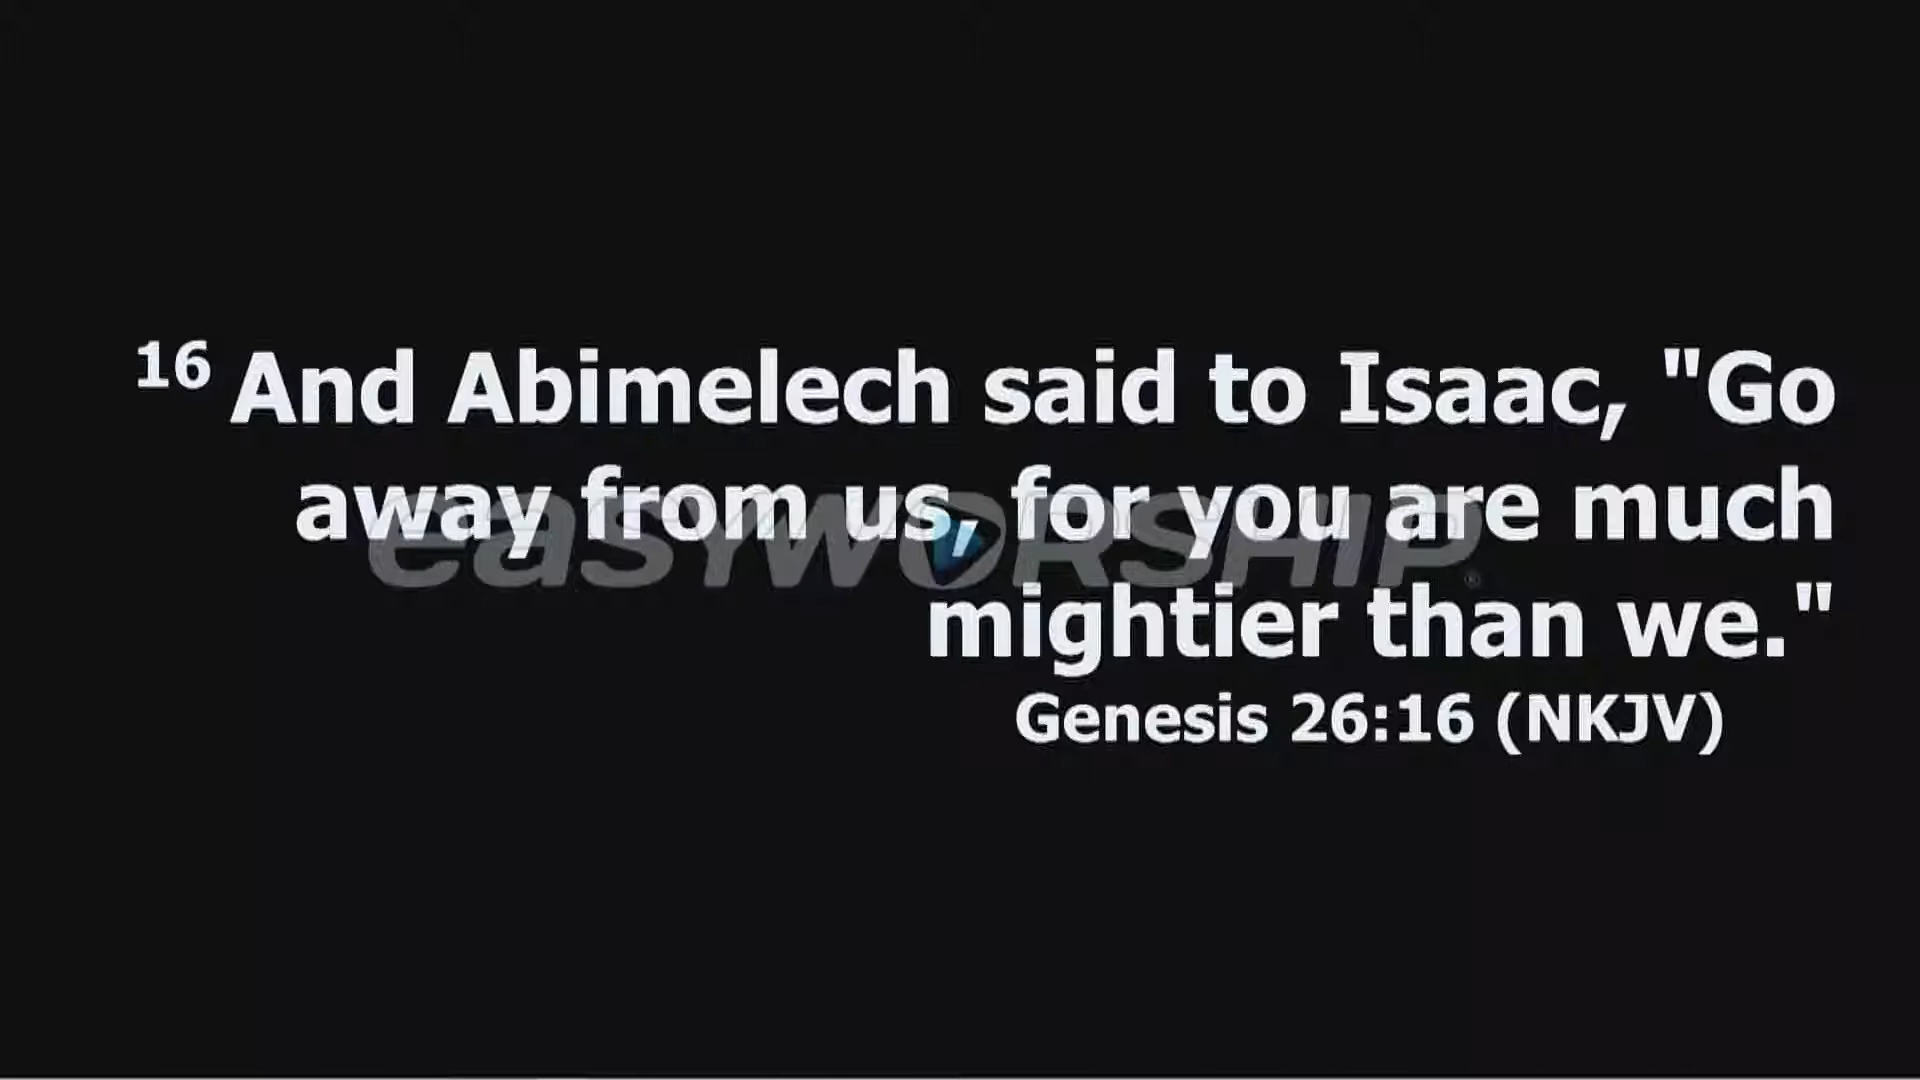 16 And Abimelech said to Isaac, "Go
away from us, for you are much
easyWORSHIP®
mightier than we."
Genesis 26:16 (NKJV)